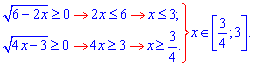 √(6−2x) ≥ 0 → 2x ≤ 6 → x ≤ 3;
√(4x−3) ≥ 0 → 4x ≥ 3 → x ≥ 3/4.
} x ∈ [3/4; 3].